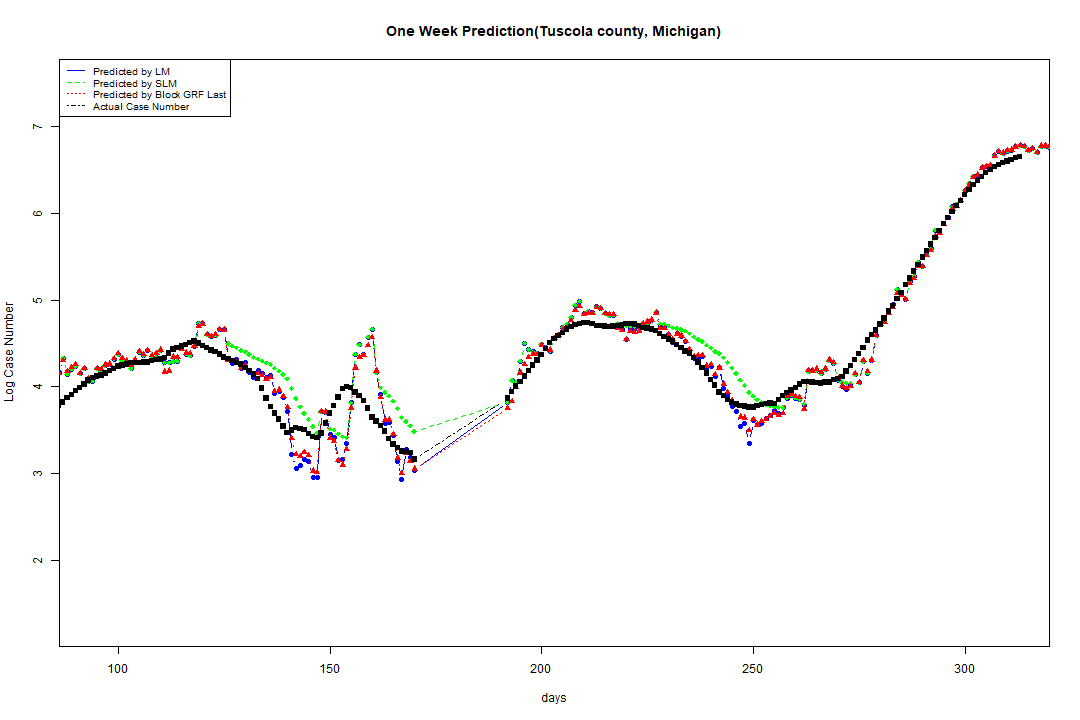 One Week Prediction(Tuscola county, Michigan)
Predicted by LM
Predicted by SLM
Predicted by Block GRF Last
Actual Case Number
Log Case Number
7
6
5
4
3
2
100 150 200 250 300
days